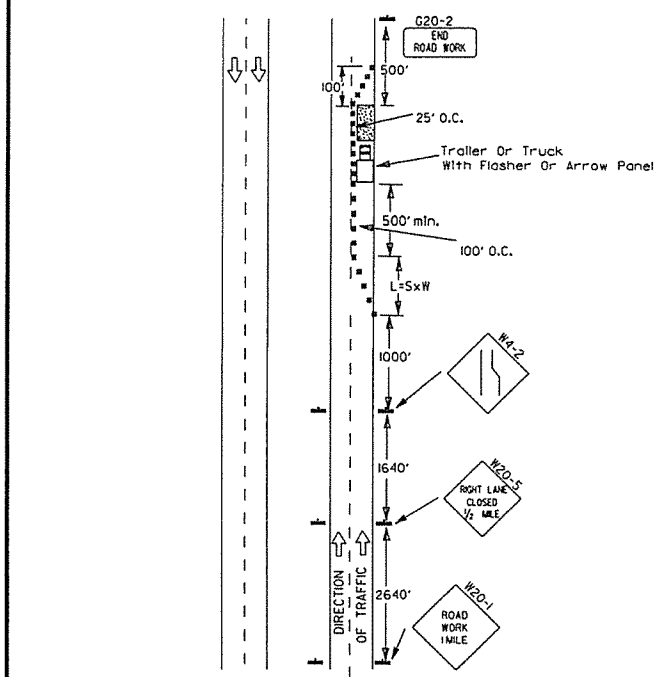 G20-2
END
ROAD WORK
500'
100'
25' O.C.
Trailer Or Truck
With Flasher Or Arrow Panel
500' min.
100' O.C.
L=SxW
1000'
W4-2
1640'
W20-5
RIGHT LANE
CLOSED
1/2 MILE
DIRECTION
OF TRAFFIC
2640'
W20-1
ROAD
WORK
1 MILE